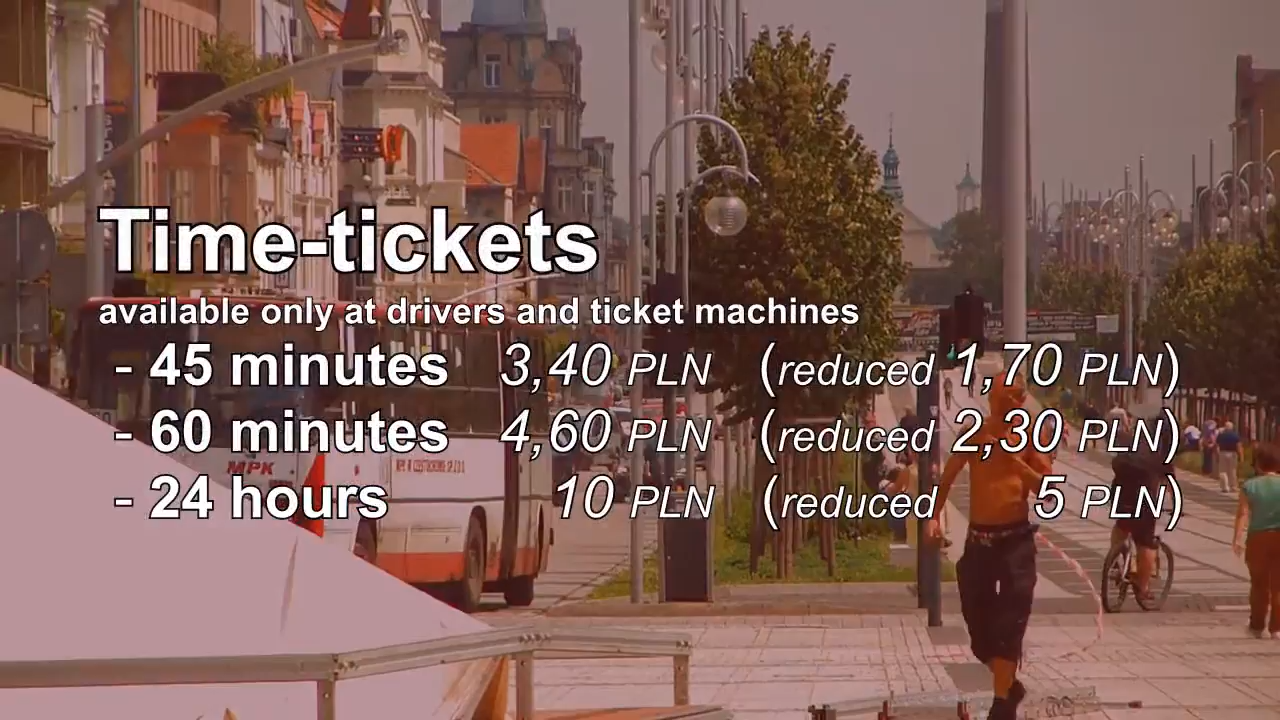 Time-tickets
available only at drivers and ticket machines
- 45 minutes 3,40 PLN (reduced 1,70 PLN)
- 60 minutes 4,60 PLN (reduced 2,30 PLN)
- 24 hours 10 PLN (reduced 5 PLN)
MPK